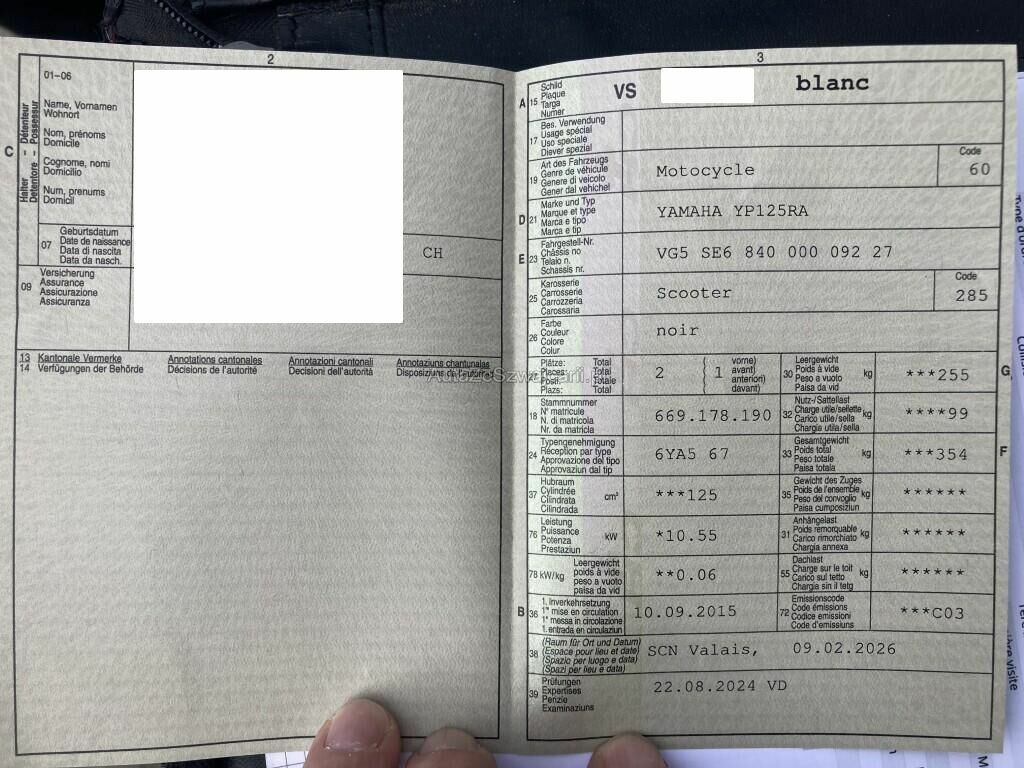 2
01-06
Name, Vornamen
Wohnort
Nom, prénoms
Domicile
Cognome, nomi
Domicilio
Num, prenums
Domicil
C
Halter – Détenteur
Detentore – Possessur
07
Geburtsdatum
Date de naissance
Data di nascita
Data da nasch.
CH
09
Versicherung
Assurance
Assicurazione
Assicuranza
13
14
Kantonale Vermerke
Verfügungen der Behörde
Annotations cantonales
Décisions de l'autorité
Annotazioni cantonali
Decisioni dell'autorità
Annotaziuns chantunalas
Disposiziuns da l'autoritad
3
A
15
Schild
Plaque
Targa
Numer
VS
blanc
17
Bes. Verwendung
Usage spécial
Uso speciale
Diever spezial
19
Art des Fahrzeugs
Genre de véhicule
Genere di veicolo
Gener dal vehichel
Motocycle
Code
60
D
21
Marke und Typ
Marque et type
Marca e tipo
Marca e tip
YAMAHA YP125RA
E
23
Fahrgestell-Nr.
Châssis no
Telaio n.
Schassis nr.
VG5 SE6 840 000 092 27
25
Karosserie
Carrosserie
Carrozzeria
Carossaria
Scooter
Code
285
26
Farbe
Couleur
Colore
Colur
noir
27
Plätze: Total
Places: Total
Posti: Totale
Plazs: Total
2
( 1
vorne)
avant)
anteriori)
davant)
30
Leergewicht
Poids à vide
Peso a vuoto
Paisa da vid
kg
***255
G
18
Stammnummer
N° matricule
N. di matricola
Nr. da matricla
669.178.190
32
Nutz-/Sattellast
Charge utile/sellette
Carico utile/sella
Chargia utila/sella
kg
****99
24
Typengenehmigung
Réception par type
Approvazione del tipo
Approvaziun dal tip
6YA5 67
33
Gesamtgewicht
Poids total
Peso totale
Paisa totala
kg
***354
F
37
Hubraum
Cylindrée
Cilindrata
Cilindrada
cm³
***125
35
Gewicht des Zuges
Poids de l'ensemble
Peso del convoglio
Paisa cumposiziun
kg
******
76
Leistung
Puissance
Potenza
Prestaziun
kW
*10.55
31
Anhängelast
Poids remorquable
Carico rimorchiato
Chargia annexa
kg
******
78 kW/kg
Leergewicht
poids à vide
peso a vuoto
paisa da vid
**0.06
55
Dachlast
Charge sur le toit
Carico sul tetto
Chargia sin il tetg
kg
******
B
36
1. Inverkehrsetzung
1re mise en circulation
1a messa in circolazione
1. entrada en circulaziun
10.09.2015
72
Emissionscode
Code émissions
Codice emissioni
Code d'emissiuns
***C03
38
(Raum für Ort und Datum)
(Espace pour lieu et date)
(Spazio per luogo e data)
(Spazi per lieu e data)
SCN Valais, 09.02.2026
39
Prüfungen
Expertises
Perizie
Examinaziuns
22.08.2024 VD